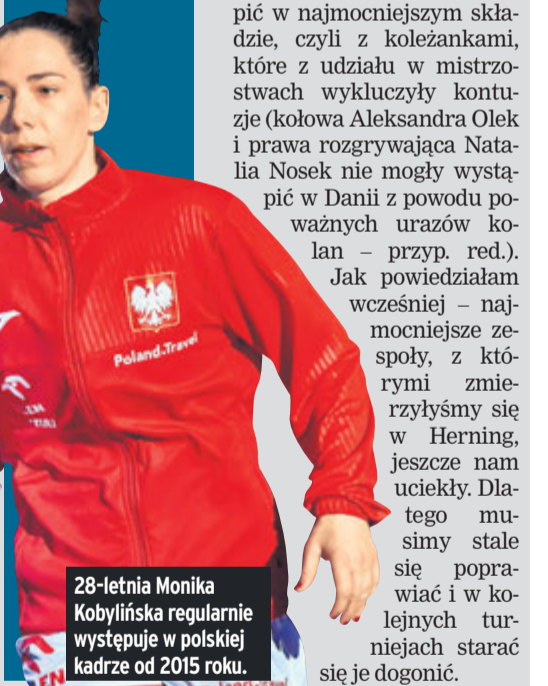 pić w najmocniejszym skła-
dzie, czyli z koleżankami,
które z udziału w mistrzo-
stwach wykluczyły kontu-
zje (kołowa Aleksandra Olek
i prawa rozgrywająca Nata-
lia Nosek nie mogły wystą-
pić w Danii z powodu po-
ważnych urazów ko-
lan – przyp. red.).
Jak powiedziałam
wcześniej – naj-
mocniejsze ze-
społy, z któ-
rymi zmie-
rzyłyśmy się
w Herning,
jeszcze nam
uciekły. Dla-
tego mu-
simy stale
się popra-
wiać i w ko-
lejnych tur-
niejach starać
się je dogonić.
Poland.Travel
28-letnia Monika
Kobylińska regularnie
występuje w polskiej
kadrze od 2015 roku.